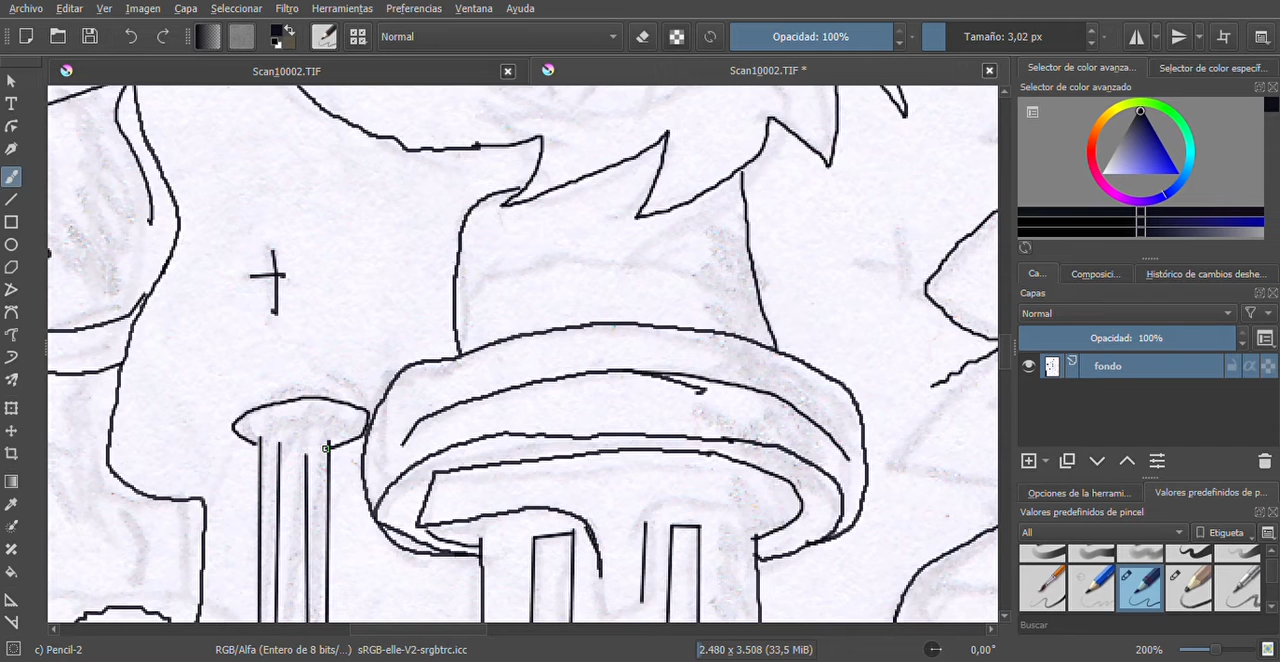 Archivo Editar Ver Imagen Capa Seleccionar Filtro Herramientas Preferencias Ventana Ayuda
Normal Opacidad: 100% Tamaño: 3,02 px
Scan10002.TIF Scan10002.TIF *
Selector de color avanza... Selector de color específ...
Selector de color avanzado
Ca... Composici... Histórico de cambios deshe...
Capas
Normal
Opacidad: 100%
fondo
Opciones de la herrami... Valores predefinidos de p...
Valores predefinidos de pincel
All Etiqueta
Buscar
c) Pencil-2 RGB/Alfa (Entero de 8 bits/...) sRGB-elle-V2-srgbtrc.icc 2.480 x 3.508 (33,5 MiB) 0,00° 200%